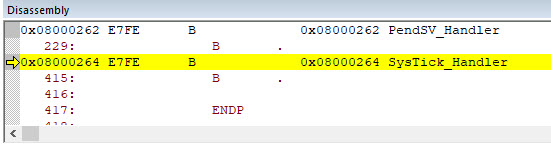 Disassembly
0x08000262 E7FE B 0x08000262 PendSV_Handler
229: B .
0x08000264 E7FE B 0x08000264 SysTick_Handler
415: B .
416:
417: ENDP